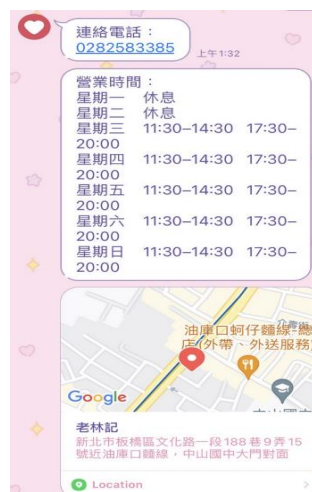 連絡電話：
0282583385
上午 1:32
營業時間：
星期一 休息
星期二 休息
星期三 11:30–14:30 17:30–
20:00
星期四 11:30–14:30 17:30–
20:00
星期五 11:30–14:30 17:30–
20:00
星期六 11:30–14:30 17:30–
20:00
星期日 11:30–14:30 17:30–
20:00
油庫口蚵仔麵線-總
店(外帶、外送服務)
Google
老林記
新北市板橋區文化路一段188巷9弄15
號近油庫口麵線，中山國中大門對面
Location